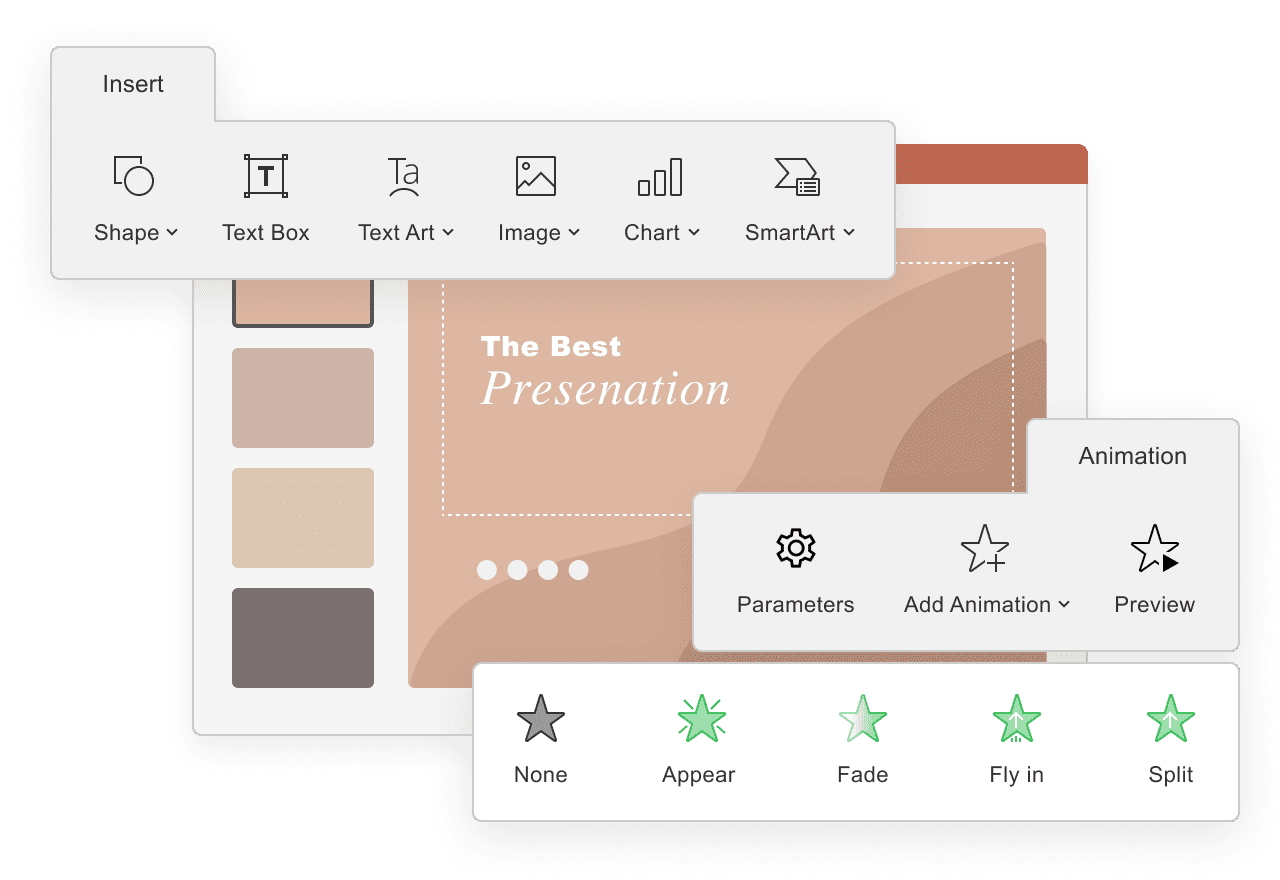 Insert
T
Ta
Shape
Text Box
Text Art
Image
Chart
SmartArt
The Best
Presenation
Animation
Parameters
Add Animation
Preview
None
Appear
Fade
Fly in
Split